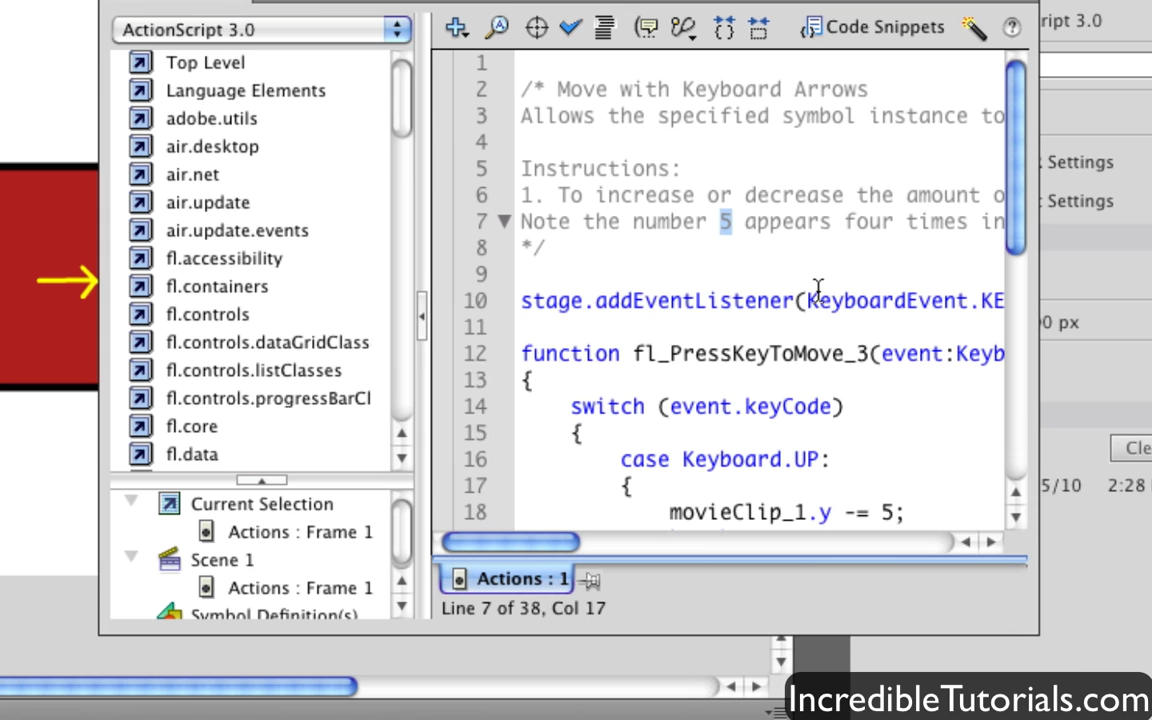 ActionScript 3.0
Top Level
Language Elements
adobe.utils
air.desktop
air.net
air.update
air.update.events
fl.accessibility
fl.containers
fl.controls
fl.controls.dataGridClass
fl.controls.listClasses
fl.controls.progressBarCl
fl.core
fl.data
Current Selection
Actions : Frame 1
Scene 1
Actions : Frame 1
Symbol Definition(s)
Code Snippets
1
2 /* Move with Keyboard Arrows
3 Allows the specified symbol instance to
4
5 Instructions:
6 1. To increase or decrease the amount o
7 Note the number 5 appears four times in
8 */
9
10 stage.addEventListener(KeyboardEvent.KE
11
12 function fl_PressKeyToMove_3(event:Keyb
13 {
14 switch (event.keyCode)
15 {
16 case Keyboard.UP:
17 {
18 movieClip_1.y -= 5;
Actions : 1
Line 7 of 38, Col 17
ript 3.0
Settings
Settings
0 px
Cle
5/10 2:28
IncredibleTutorials.com